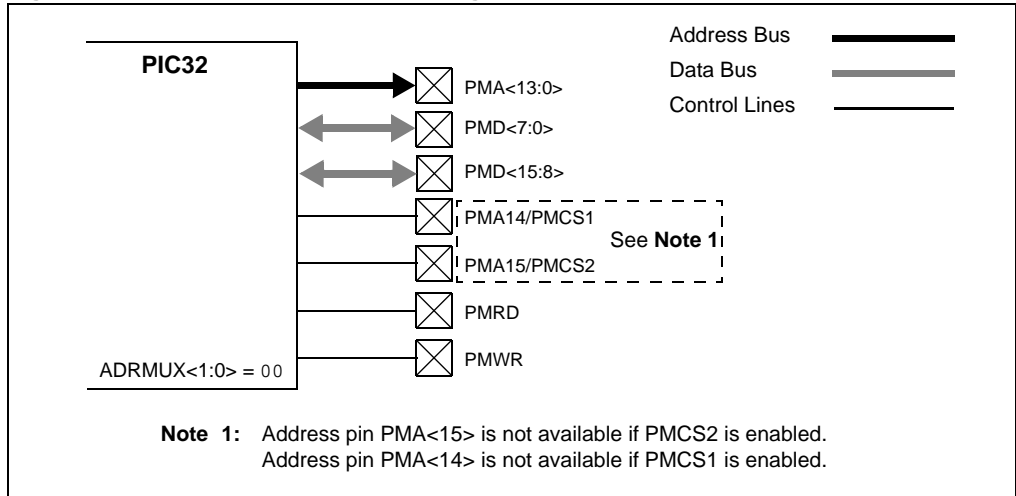 PIC32
Address Bus
Data Bus
Control Lines
PMA<13:0>
PMD<7:0>
PMD<15:8>
PMA14/PMCS1
See Note 1
PMA15/PMCS2
PMRD
PMWR
ADRMUX<1:0> = 00
Note 1: Address pin PMA<15> is not available if PMCS2 is enabled.
Address pin PMA<14> is not available if PMCS1 is enabled.